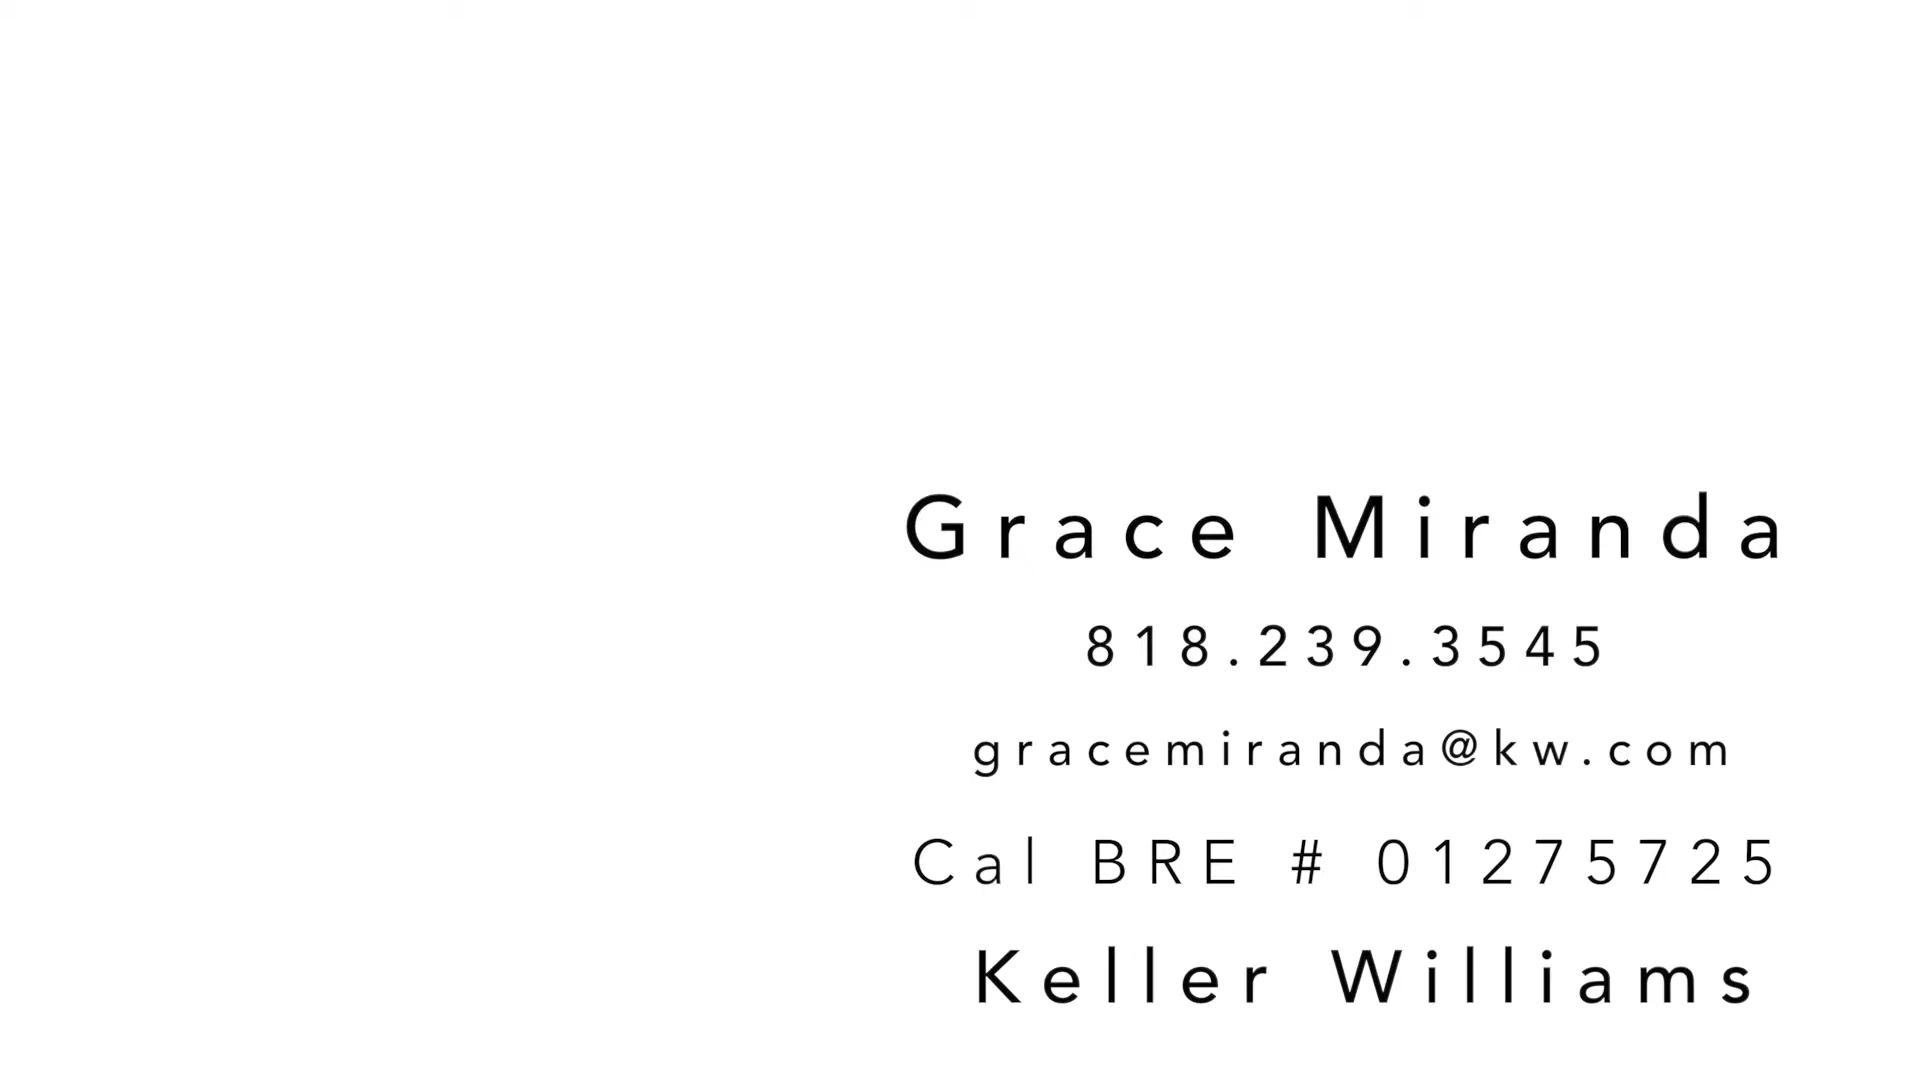 Grace Miranda
818.239.3545
gracemiranda@kw.com
Cal BRE # 01275725
Keller Williams